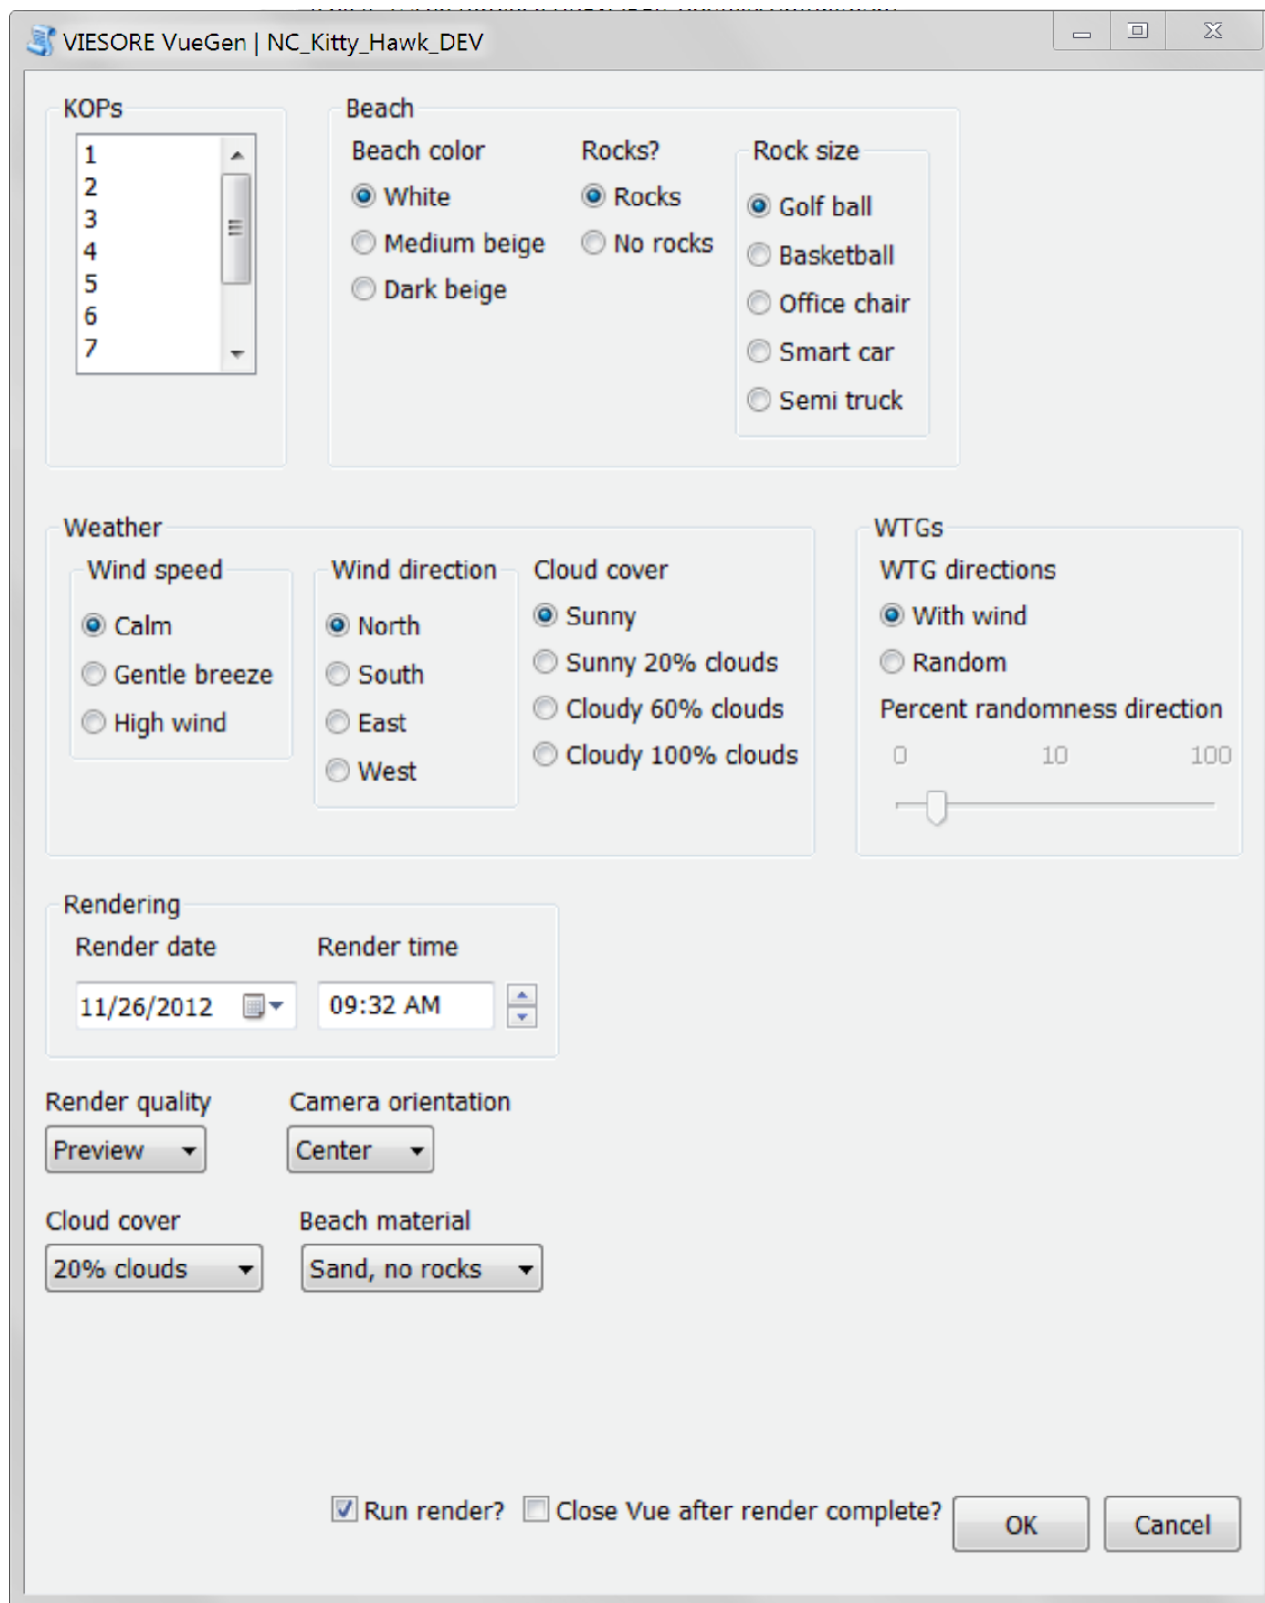 VIESORE VueGen | NC_Kitty_Hawk_DEV
KOPs
1
2
3
4
5
6
7
Beach
Beach color
White
Medium beige
Dark beige
Rocks?
Rocks
No rocks
Rock size
Golf ball
Basketball
Office chair
Smart car
Semi truck
Weather
Wind speed
Calm
Gentle breeze
High wind
Wind direction
North
South
East
West
Cloud cover
Sunny
Sunny 20% clouds
Cloudy 60% clouds
Cloudy 100% clouds
WTGs
WTG directions
With wind
Random
Percent randomness direction
0 10 100
Rendering
Render date
11/26/2012
Render time
09:32 AM
Render quality
Preview
Camera orientation
Center
Cloud cover
20% clouds
Beach material
Sand, no rocks
Run render?
Close Vue after render complete?
OK
Cancel